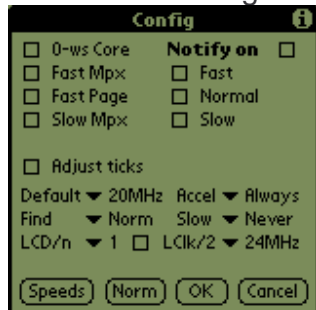 Config
0-ws Core Notify on
Fast Mpx Fast
Fast Page Normal
Slow Mpx Slow
Adjust ticks
Default 20MHz Accel Always
Find Norm Slow Never
LCD/n 1 LClk/2 24MHz
Speeds Norm OK Cancel